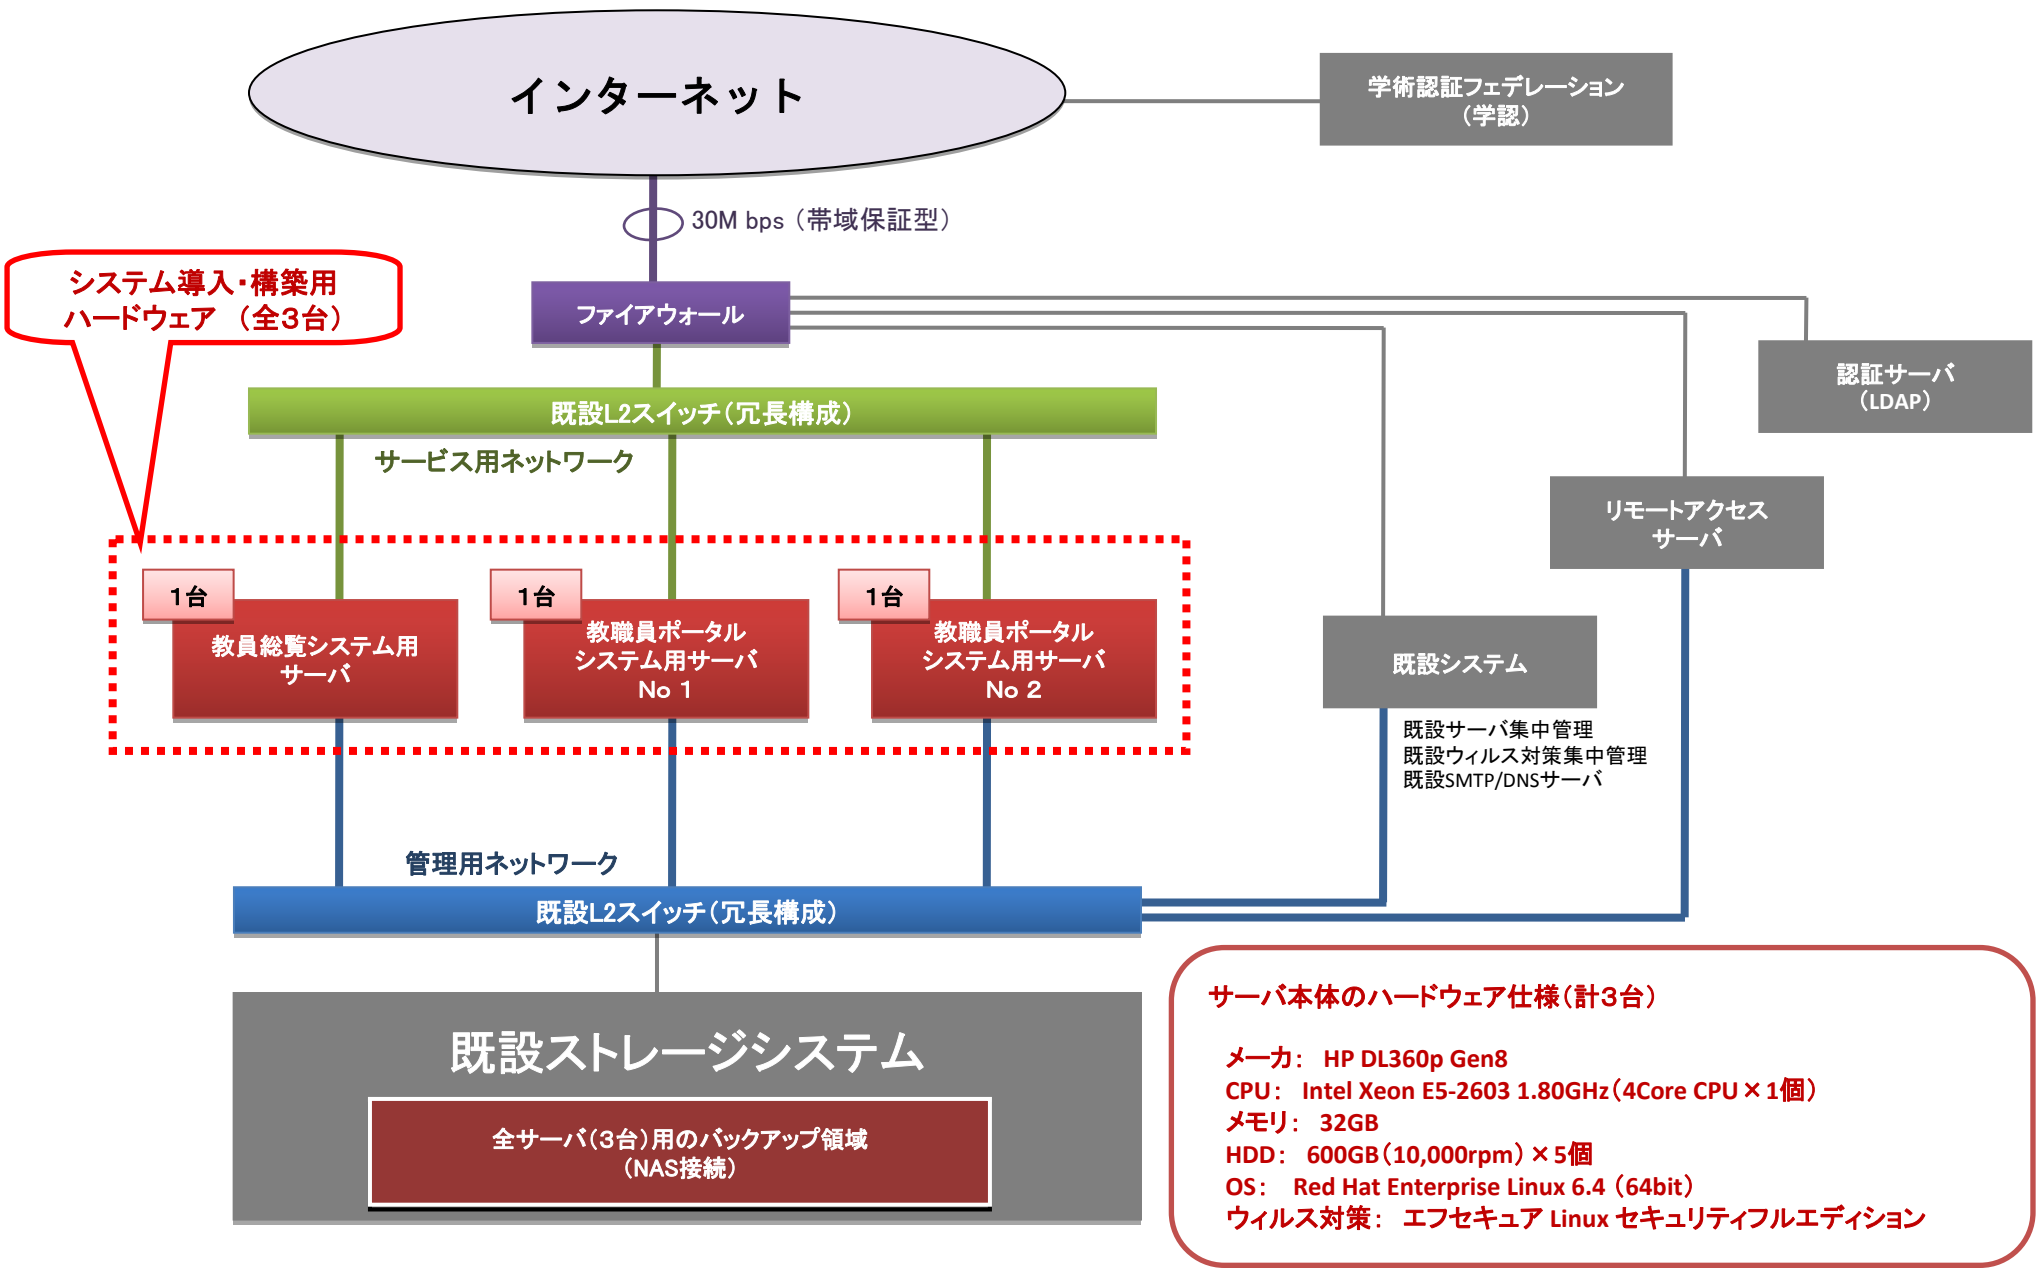 インターネット
学術認証フェデレーション
（学認）
30M bps （帯域保証型）
システム導入・構築用
ハードウェア （全３台）
ファイアウォール
認証サーバ
（LDAP）
既設L2スイッチ（冗長構成）
サービス用ネットワーク
リモートアクセス
サーバ
１台
教員総覧システム用
サーバ
１台
教職員ポータル
システム用サーバ
No １
１台
教職員ポータル
システム用サーバ
No ２
既設システム
既設サーバ集中管理
既設ウィルス対策集中管理
既設SMTP/DNSサーバ
管理用ネットワーク
既設L2スイッチ（冗長構成）
既設ストレージシステム
全サーバ（３台）用のバックアップ領域
（NAS接続）
サーバ本体のハードウェア仕様（計３台）
メーカ： HP DL360p Gen8
CPU： Intel Xeon E5-2603 1.80GHz（4Core CPU×1個）
メモリ： 32GB
HDD： 600GB（10,000rpm）×5個
OS： Red Hat Enterprise Linux 6.4 （64bit）
ウィルス対策： エフセキュア Linux セキュリティフルエディション